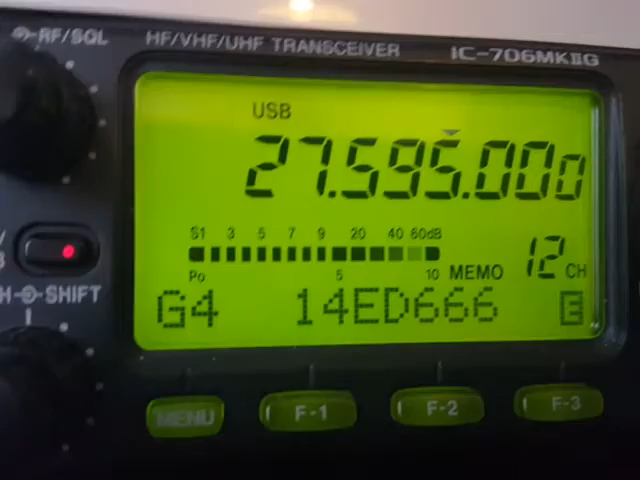 RF/SQL HF/VHF/UHF TRANSCEIVER IC-706MKIIG
USB
27.595.000
S1 3 5 7 9 20 40 60dB
Po 5 10 MEMO 12 CH
SHIFT
G4 14ED666 E
MENU F-1 F-2 F-3